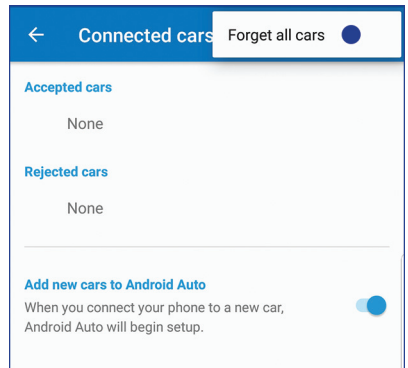 Connected cars
Forget all cars
Accepted cars
None
Rejected cars
None
Add new cars to Android Auto
When you connect your phone to a new car,
Android Auto will begin setup.